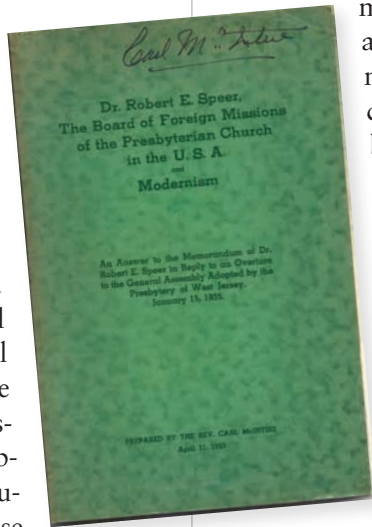 Carl McIntire
Dr. Robert E. Speer,
The Board of Foreign Missions
of the Presbyterian Church
in the U. S. A.
and
Modernism
An Answer to the Memorandum of Dr.
Robert E. Speer in Reply to an Overture
to the General Assembly Adopted by the
Presbytery of West Jersey.
January 15, 1935.
PREPARED BY THE REV. CARL McINTIRE
April 11, 1935